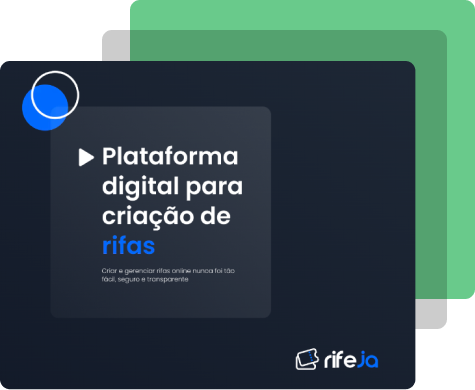 Plataforma
digital para
criação de
rifas
Criar e gerenciar rifas online nunca foi tão
fácil, seguro e transparente
rifeja